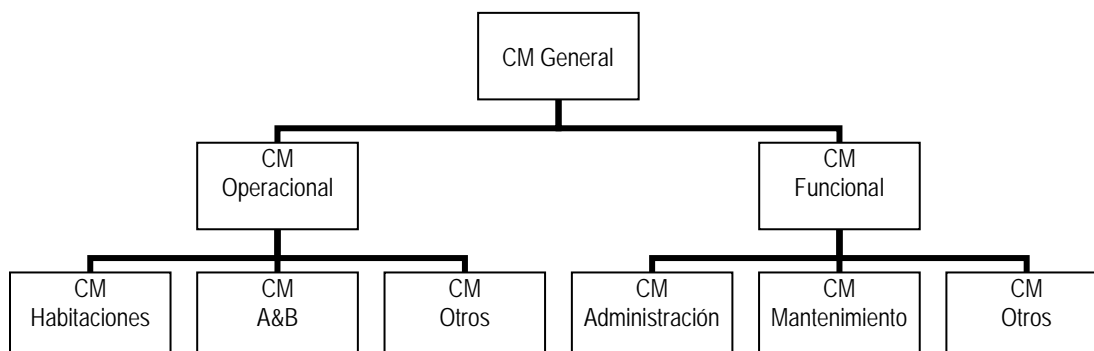 CM General
CM
Operacional
CM
Funcional
CM
Habitaciones
CM
A&B
CM
Otros
CM
Administración
CM
Mantenimiento
CM
Otros